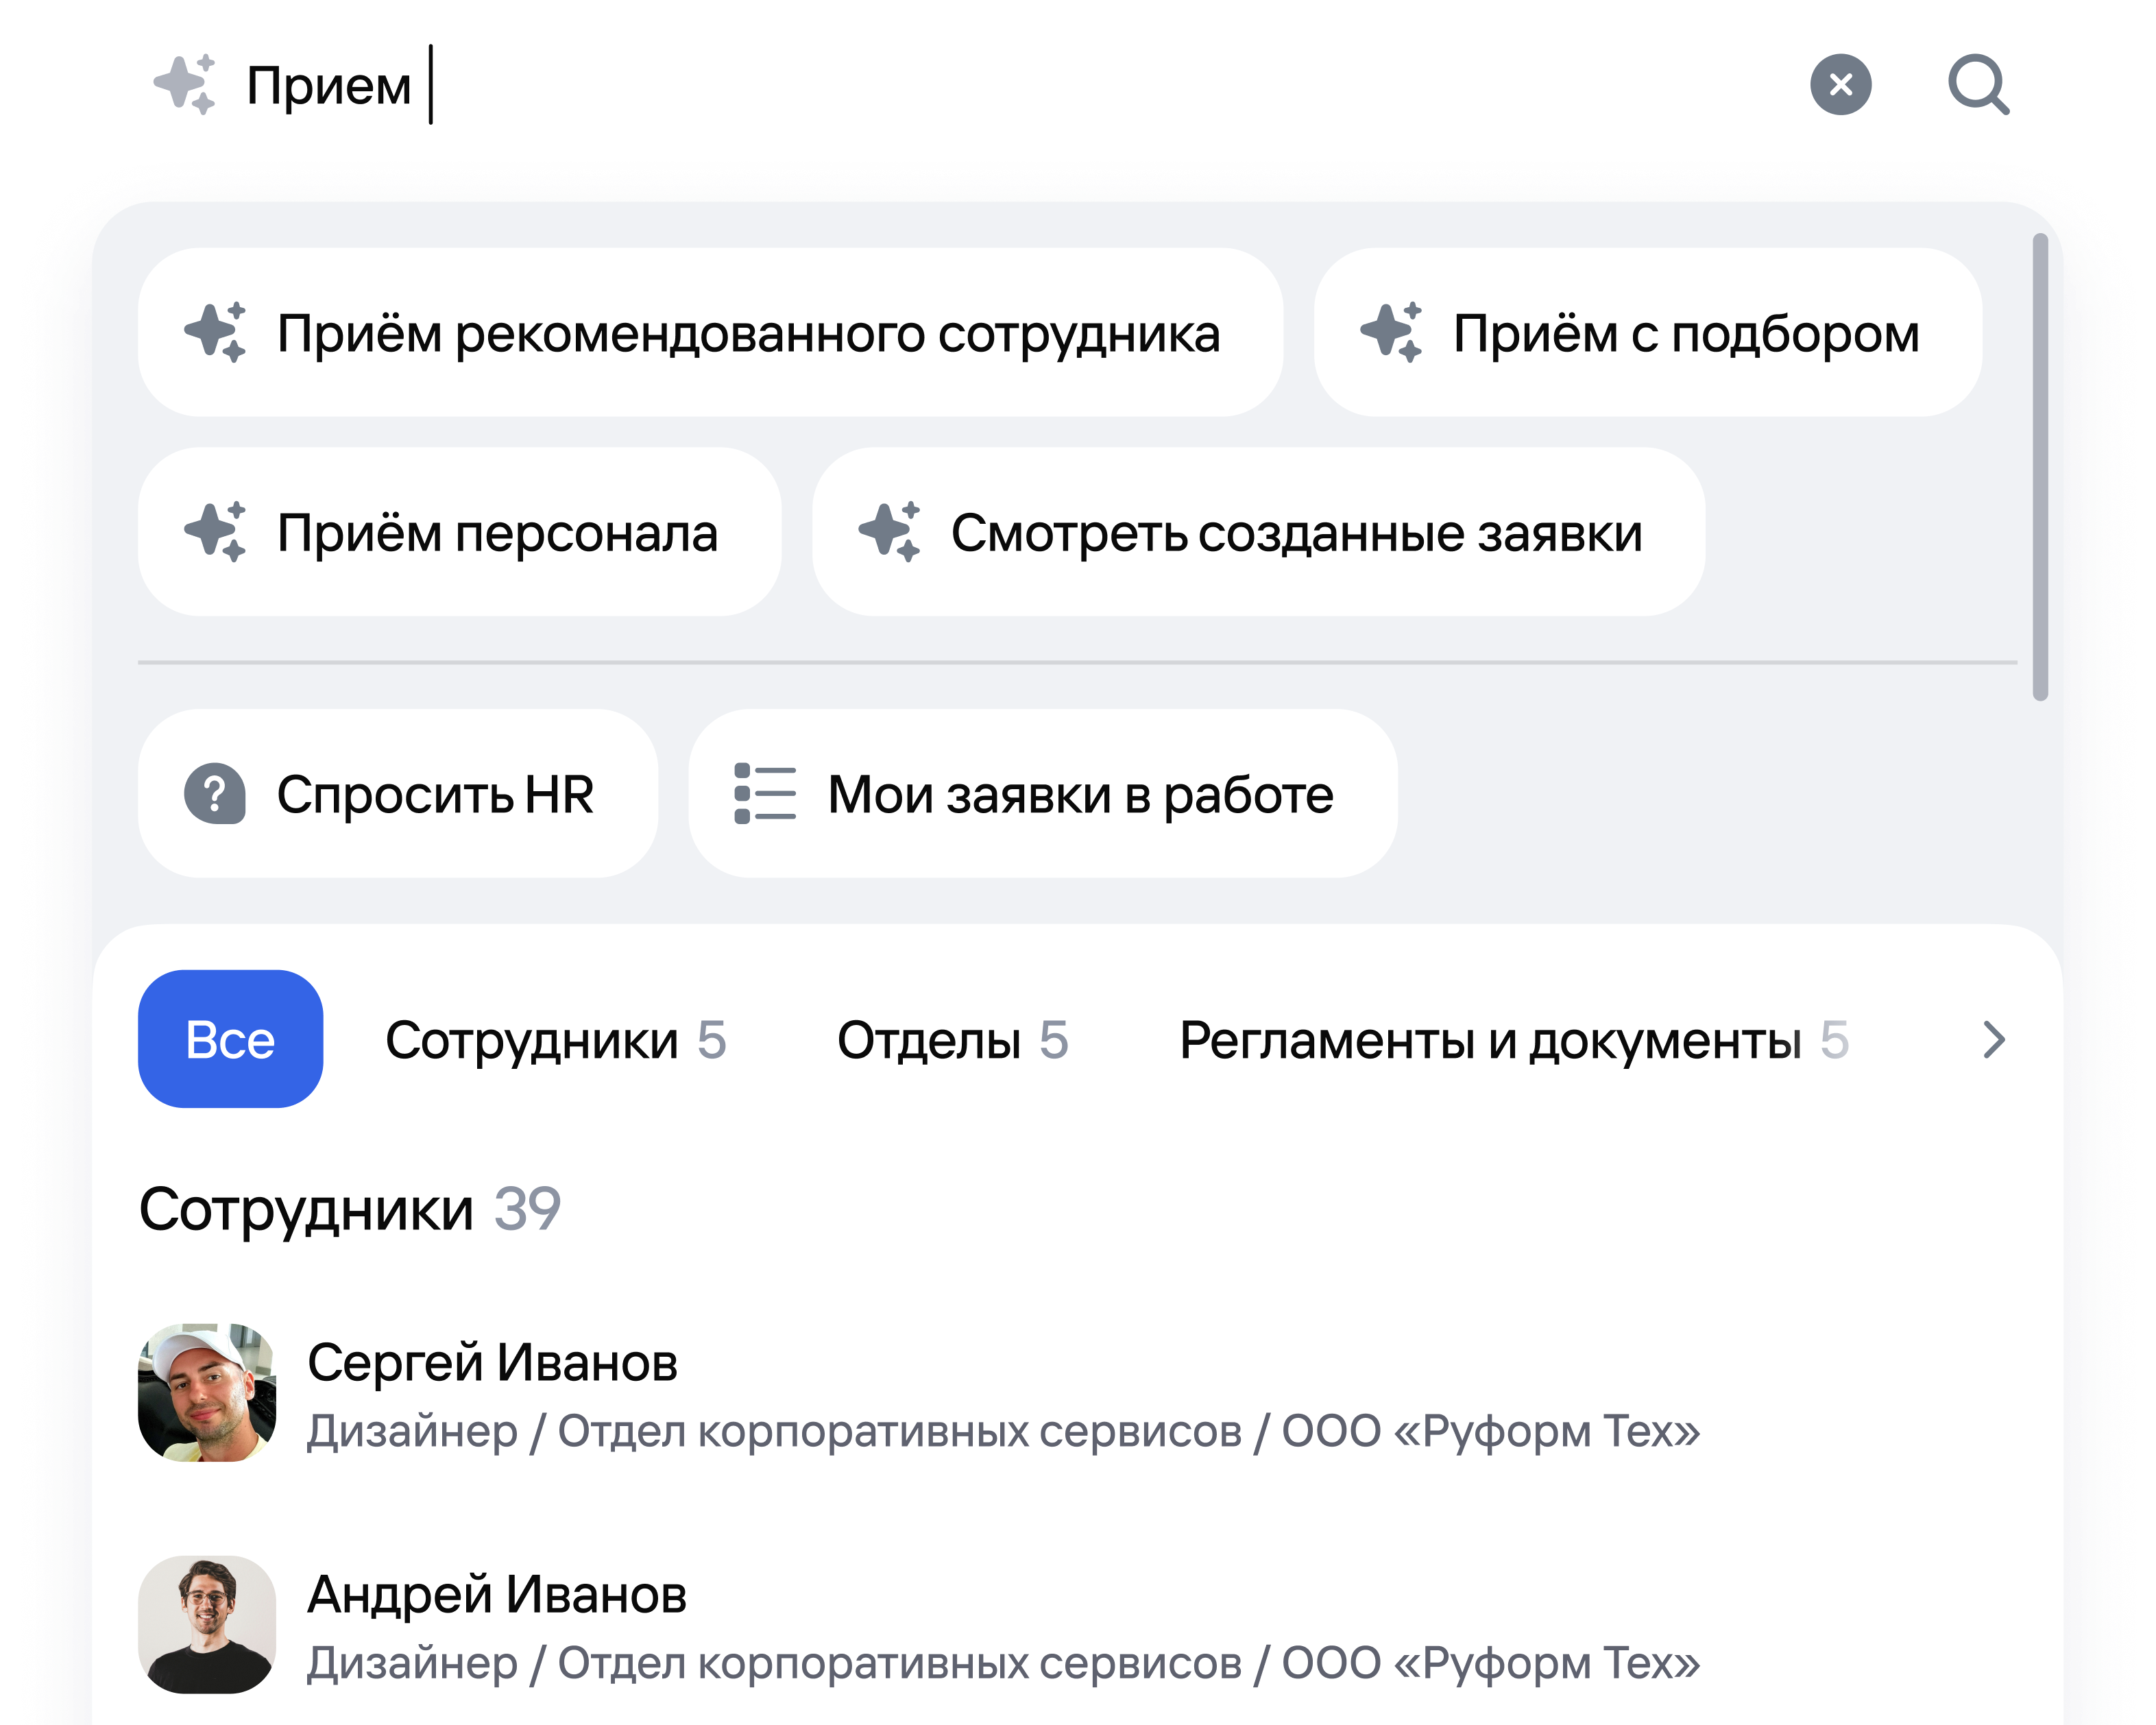 Прием
Приём рекомендованного сотрудника
Приём с подбором
Приём персонала
Смотреть созданные заявки
Спросить HR
Мои заявки в работе
Все
Сотрудники 5
Отделы 5
Регламенты и документы 5
Сотрудники 39
Сергей Иванов
Дизайнер / Отдел корпоративных сервисов / ООО «Руформ Тех»
Андрей Иванов
Дизайнер / Отдел корпоративных сервисов / ООО «Руформ Тех»